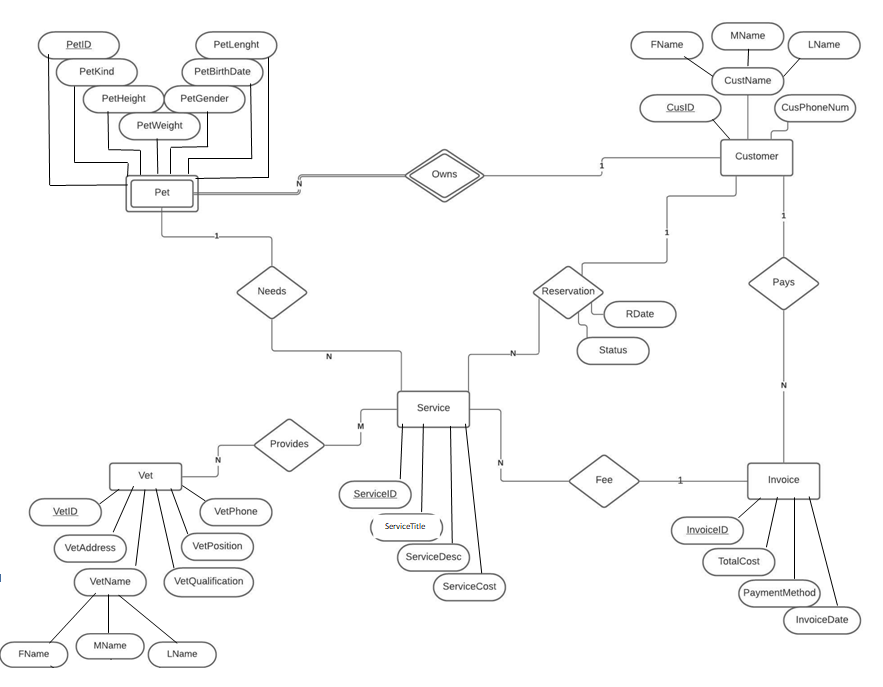 PetID
PetLenght
PetKind
PetBirthDate
PetHeight
PetGender
PetWeight
Pet
N
Owns
1
FName
MName
LName
CustName
CusID
CusPhoneNum
Customer
1
Needs
N
1
Reservation
RDate
Status
N
1
Pays
N
Service
M
Provides
N
Vet
VetID
VetPhone
VetAddress
VetPosition
VetName
VetQualification
FName
MName
LName
ServiceID
ServiceTitle
ServiceDesc
ServiceCost
N
Fee
1
Invoice
InvoiceID
TotalCost
PaymentMethod
InvoiceDate